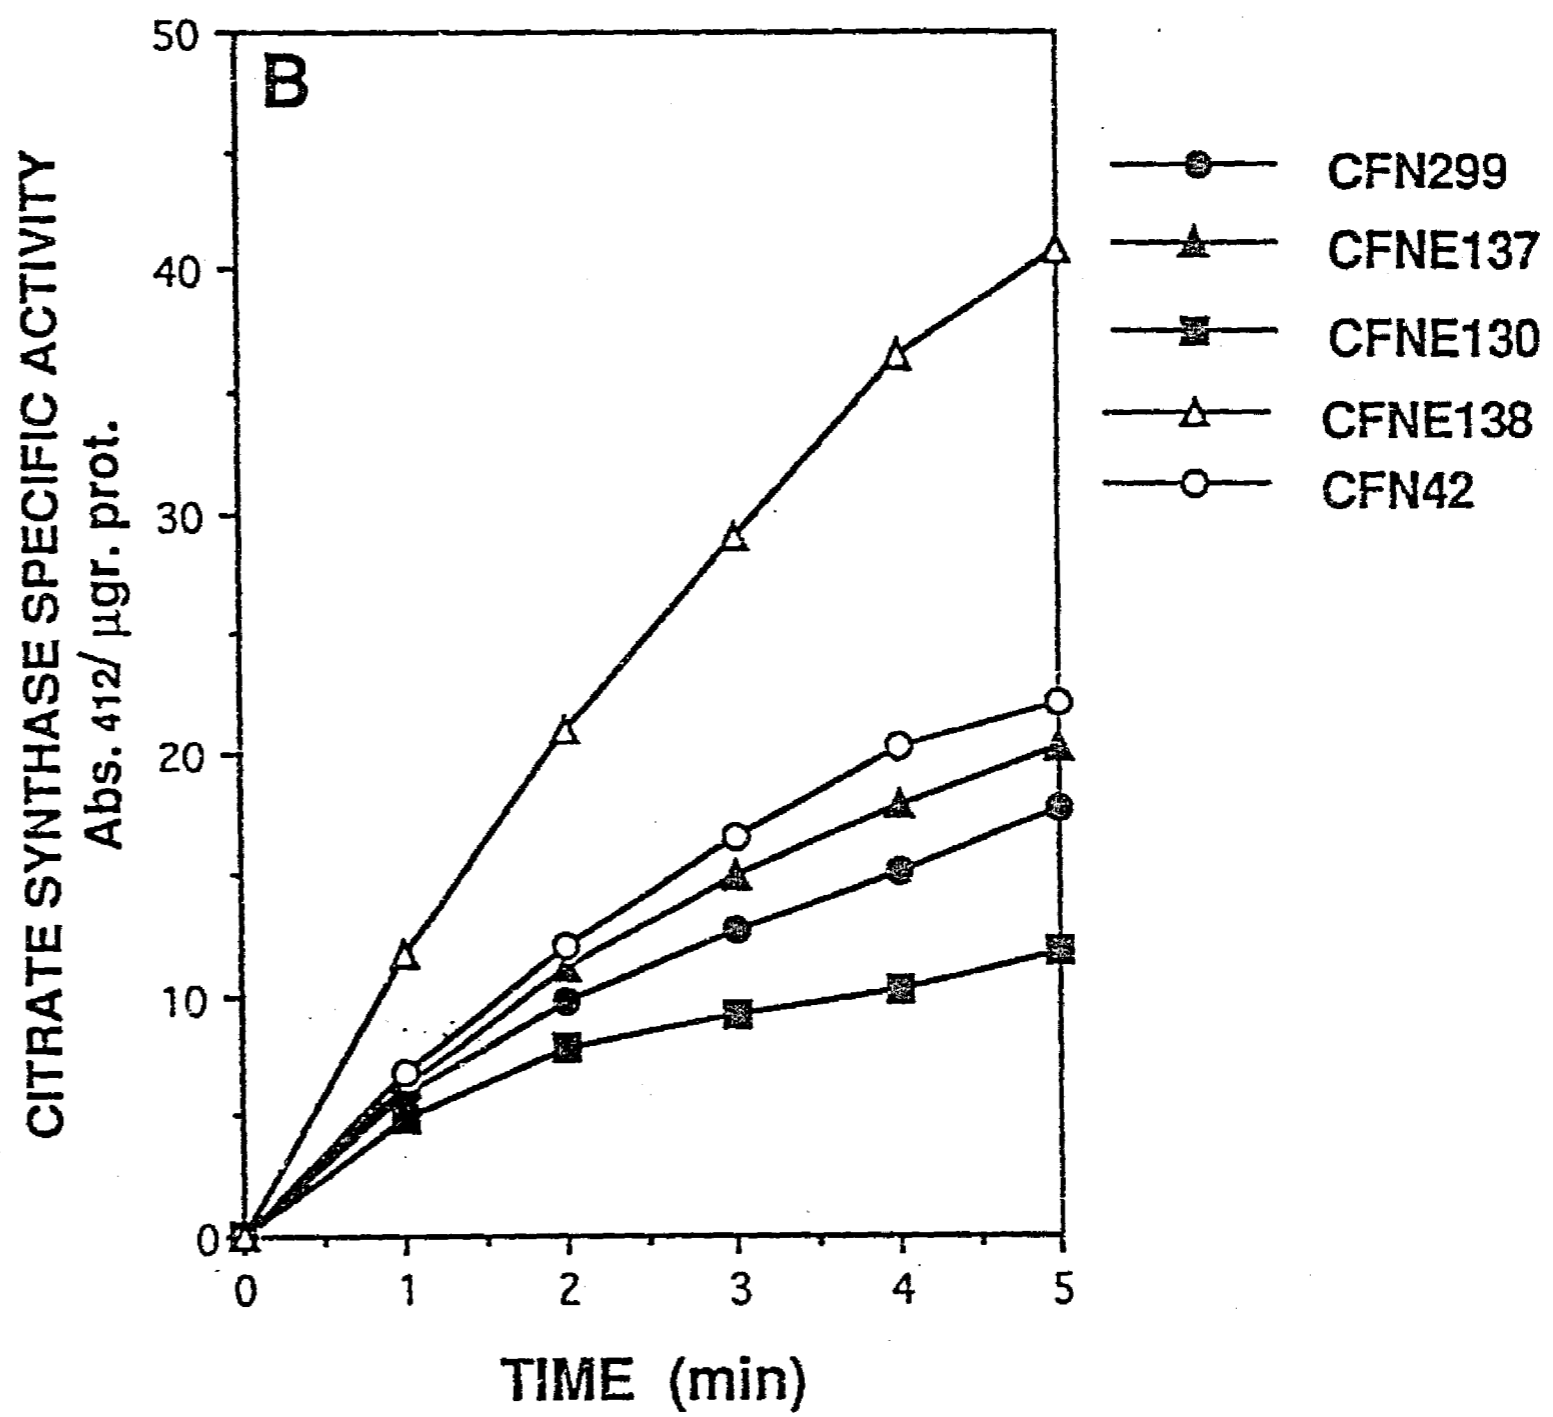 B
50
40
30
20
10
0
CITRATE SYNTHASE SPECIFIC ACTIVITY
Abs. 412/ µgr. prot.
0 1 2 3 4 5
TIME (min)
CFN299
CFNE137
CFNE130
CFNE138
CFN42